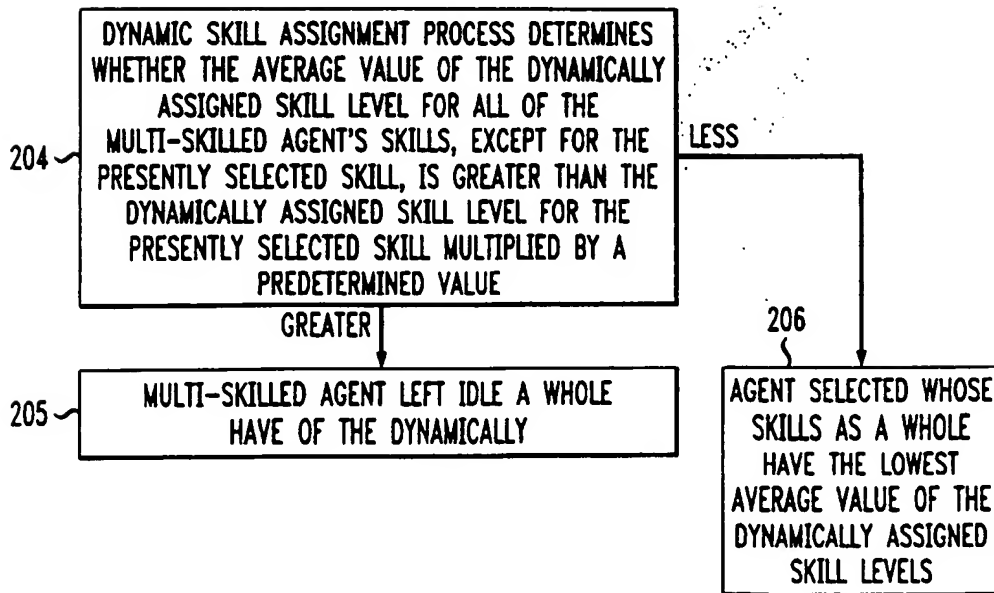 DYNAMIC SKILL ASSIGNMENT PROCESS DETERMINES
WHETHER THE AVERAGE VALUE OF THE DYNAMICALLY
ASSIGNED SKILL LEVEL FOR ALL OF THE
MULTI-SKILLED AGENT'S SKILLS, EXCEPT FOR THE
PRESENTLY SELECTED SKILL, IS GREATER THAN THE
DYNAMICALLY ASSIGNED SKILL LEVEL FOR THE
PRESENTLY SELECTED SKILL MULTIPLIED BY A
PREDETERMINED VALUE
204
LESS
GREATER
206
205
MULTI-SKILLED AGENT LEFT IDLE A WHOLE
HAVE OF THE DYNAMICALLY
AGENT SELECTED WHOSE
SKILLS AS A WHOLE
HAVE THE LOWEST
AVERAGE VALUE OF THE
DYNAMICALLY ASSIGNED
SKILL LEVELS